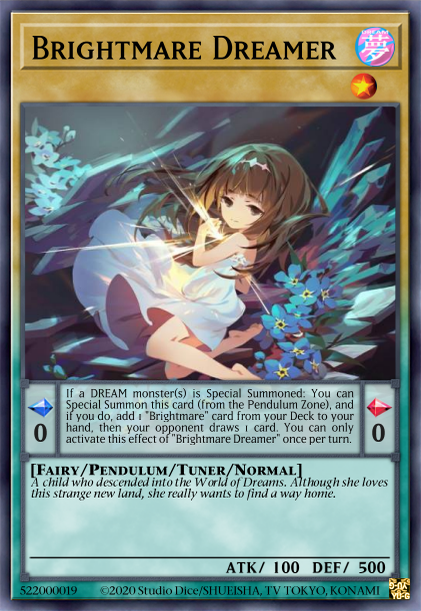 Brightmare Dreamer
DREAM
夢
If a DREAM monster(s) is Special Summoned: You can
Special Summon this card (from the Pendulum Zone), and
if you do, add 1 "Brightmare" card from your Deck to your
hand, then your opponent draws 1 card. You can only
activate this effect of "Brightmare Dreamer" once per turn.
0
0
[Fairy/Pendulum/Tuner/Normal]
A child who descended into the World of Dreams. Although she loves
this strange new land, she really wants to find a way home.
ATK/ 100 DEF/ 500
522000019
©2020 Studio Dice/SHUEISHA, TV TOKYO, KONAMI